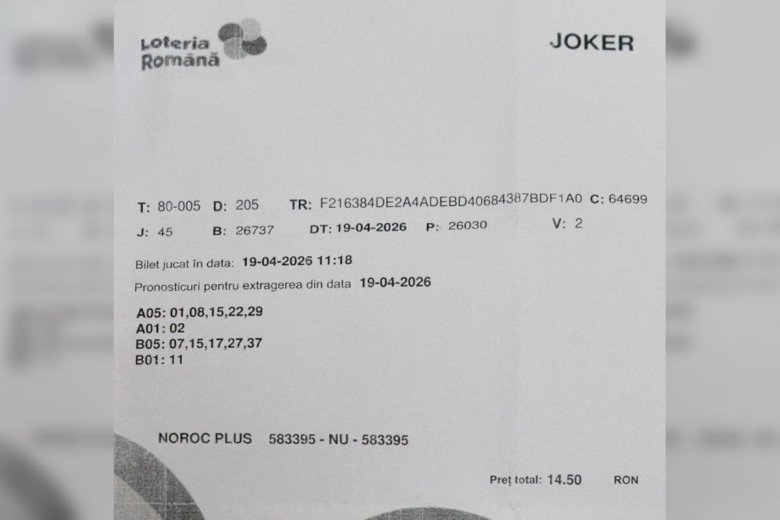 Loteria
Română
JOKER
T: 80-005 D: 205 TR: F216384DE2A4ADEBD40684387BDF1A0 C: 64699
J: 45 B: 26737 DT: 19-04-2026 P: 26030 V: 2
Bilet jucat în data: 19-04-2026 11:18
Pronosticuri pentru extragerea din data 19-04-2026
A05: 01,08,15,22,29
A01: 02
B05: 07,15,17,27,37
B01: 11
NOROC PLUS 583395 - NU - 583395
Preț total: 14.50 RON